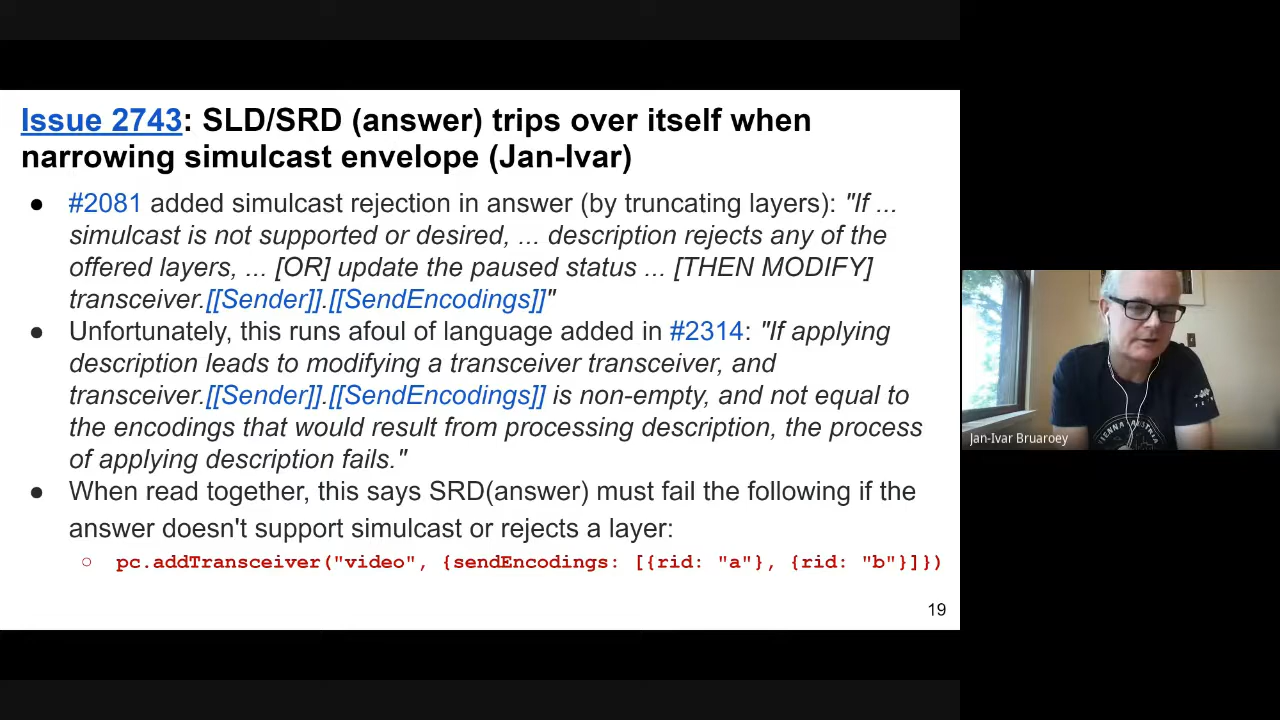 Issue 2743: SLD/SRD (answer) trips over itself when
narrowing simulcast envelope (Jan-Ivar)
● #2081 added simulcast rejection in answer (by truncating layers): "If ...
simulcast is not supported or desired, ... description rejects any of the
offered layers, ... [OR] update the paused status ... [THEN MODIFY]
transceiver.[[Sender]].[[SendEncodings]]"
● Unfortunately, this runs afoul of language added in #2314: "If applying
description leads to modifying a transceiver transceiver, and
transceiver.[[Sender]].[[SendEncodings]] is non-empty, and not equal to
the encodings that would result from processing description, the process
of applying description fails."
● When read together, this says SRD(answer) must fail the following if the
answer doesn't support simulcast or rejects a layer:
○ pc.addTransceiver("video", {sendEncodings: [{rid: "a"}, {rid: "b"}]})
19
Jan-Ivar Bruaroey